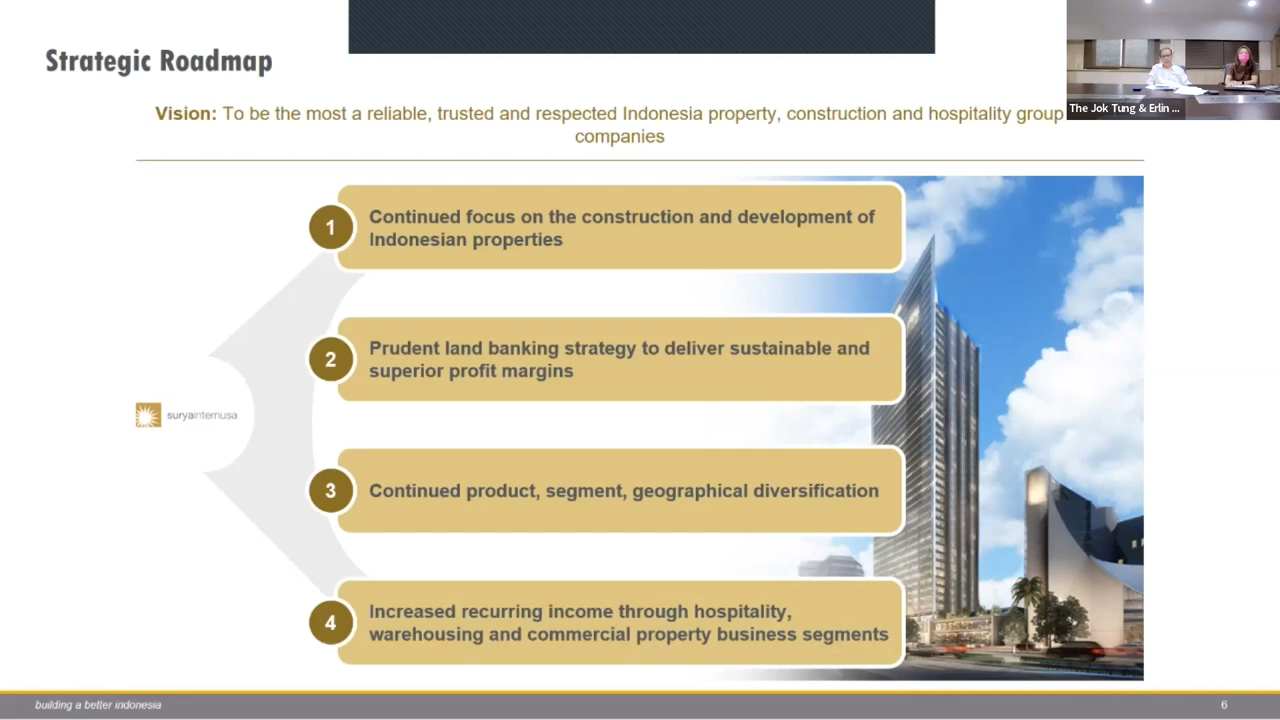 Strategic Roadmap
The Jok Tung & Erlin ...
Vision: To be the most a reliable, trusted and respected Indonesia property, construction and hospitality group
companies
1
Continued focus on the construction and development of
Indonesian properties
2
Prudent land banking strategy to deliver sustainable and
superior profit margins
suryainternusa
3
Continued product, segment, geographical diversification
4
Increased recurring income through hospitality,
warehousing and commercial property business segments
building a better indonesia
6